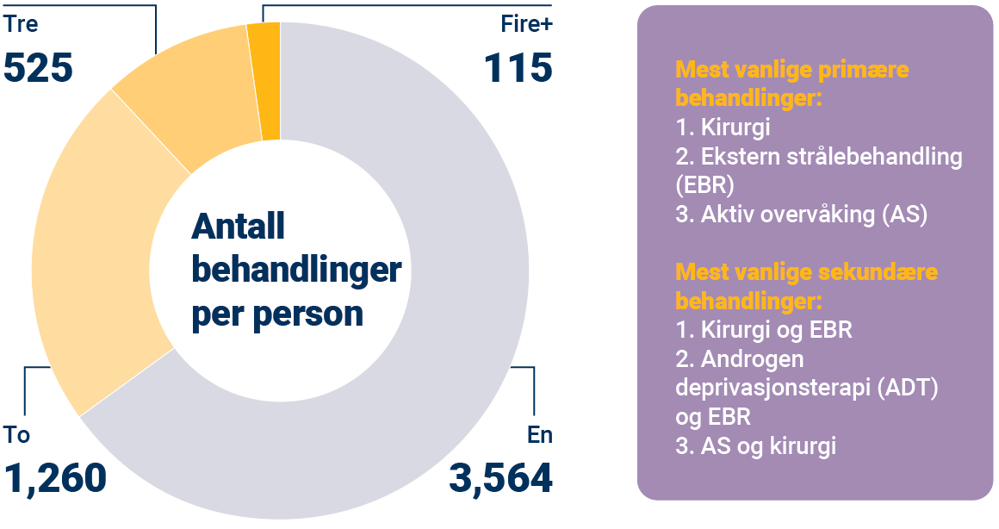 Tre
525
Fire+
115
Antall
behandlinger
per person
To
1,260
En
3,564
Mest vanlige primære
behandlinger:
1. Kirurgi
2. Ekstern strålebehandling
(EBR)
3. Aktiv overvåking (AS)
Mest vanlige sekundære
behandlinger:
1. Kirurgi og EBR
2. Androgen
deprivasjonsterapi (ADT)
og EBR
3. AS og kirurgi